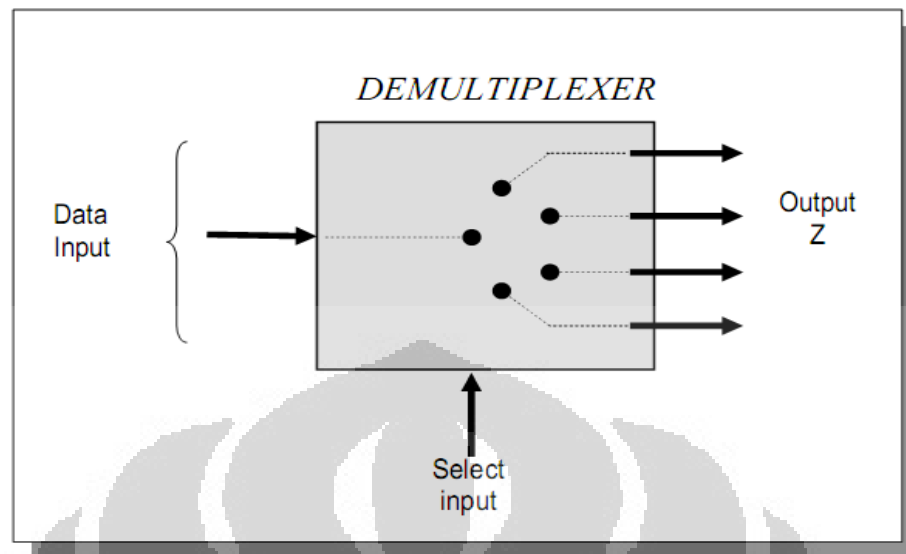 DEMULTIPLEXER
Data
Input
Output
Z
Select
input